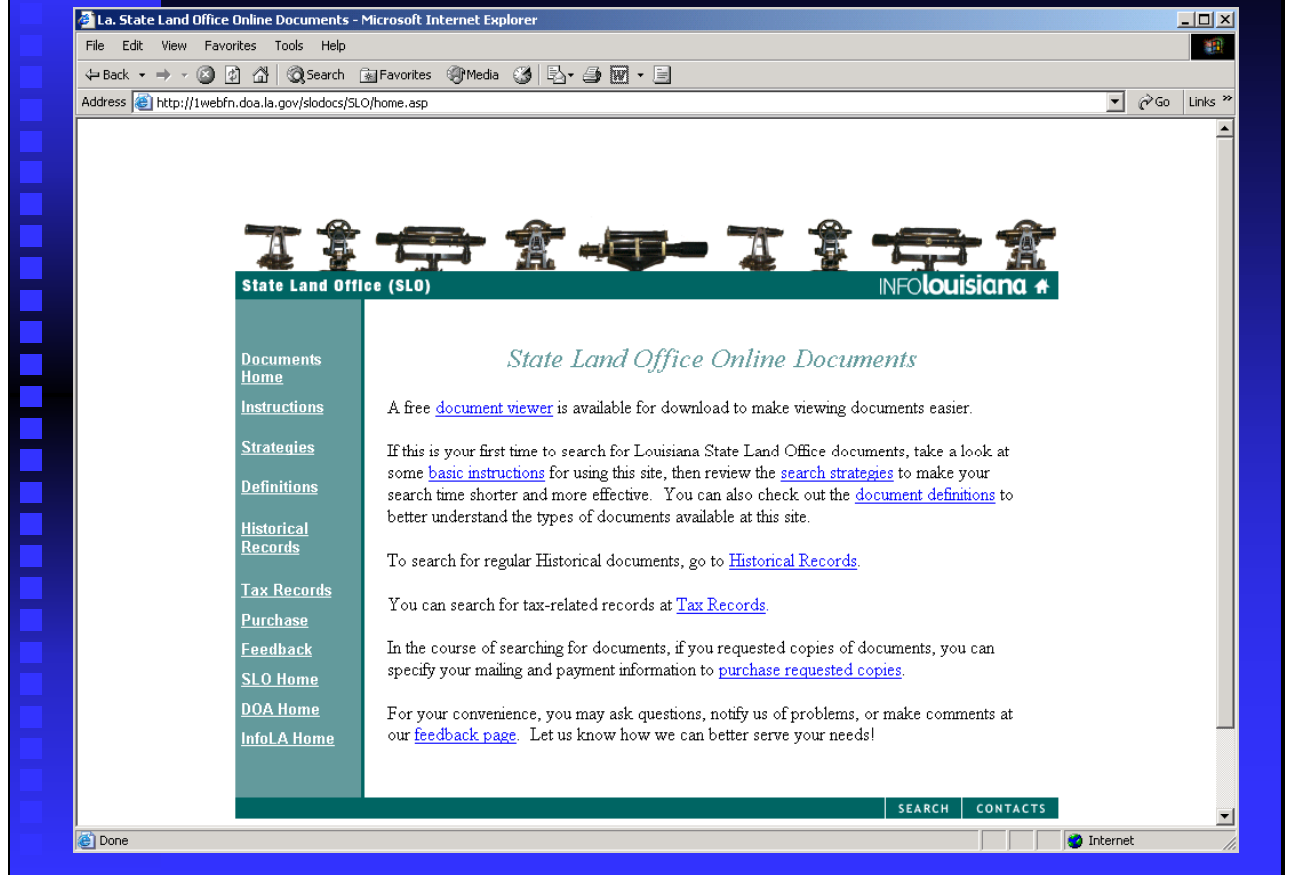 La. State Land Office Online Documents - Microsoft Internet Explorer
File Edit View Favorites Tools Help
Back Search Favorites Media
Address http://1webfn.doa.la.gov/slodocs/SLO/home.asp Go Links »
State Land Office (SLO) INFOlouisiana
Documents
Home
Instructions
Strategies
Definitions
Historical
Records
Tax Records
Purchase
Feedback
SLO Home
DOA Home
InfoLA Home
State Land Office Online Documents
A free document viewer is available for download to make viewing documents easier.
If this is your first time to search for Louisiana State Land Office documents, take a look at
some basic instructions for using this site, then review the search strategies to make your
search time shorter and more effective. You can also check out the document definitions to
better understand the types of documents available at this site.
To search for regular Historical documents, go to Historical Records.
You can search for tax-related records at Tax Records.
In the course of searching for documents, if you requested copies of documents, you can
specify your mailing and payment information to purchase requested copies.
For your convenience, you may ask questions, notify us of problems, or make comments at
our feedback page. Let us know how we can better serve your needs!
SEARCH CONTACTS
Done Internet